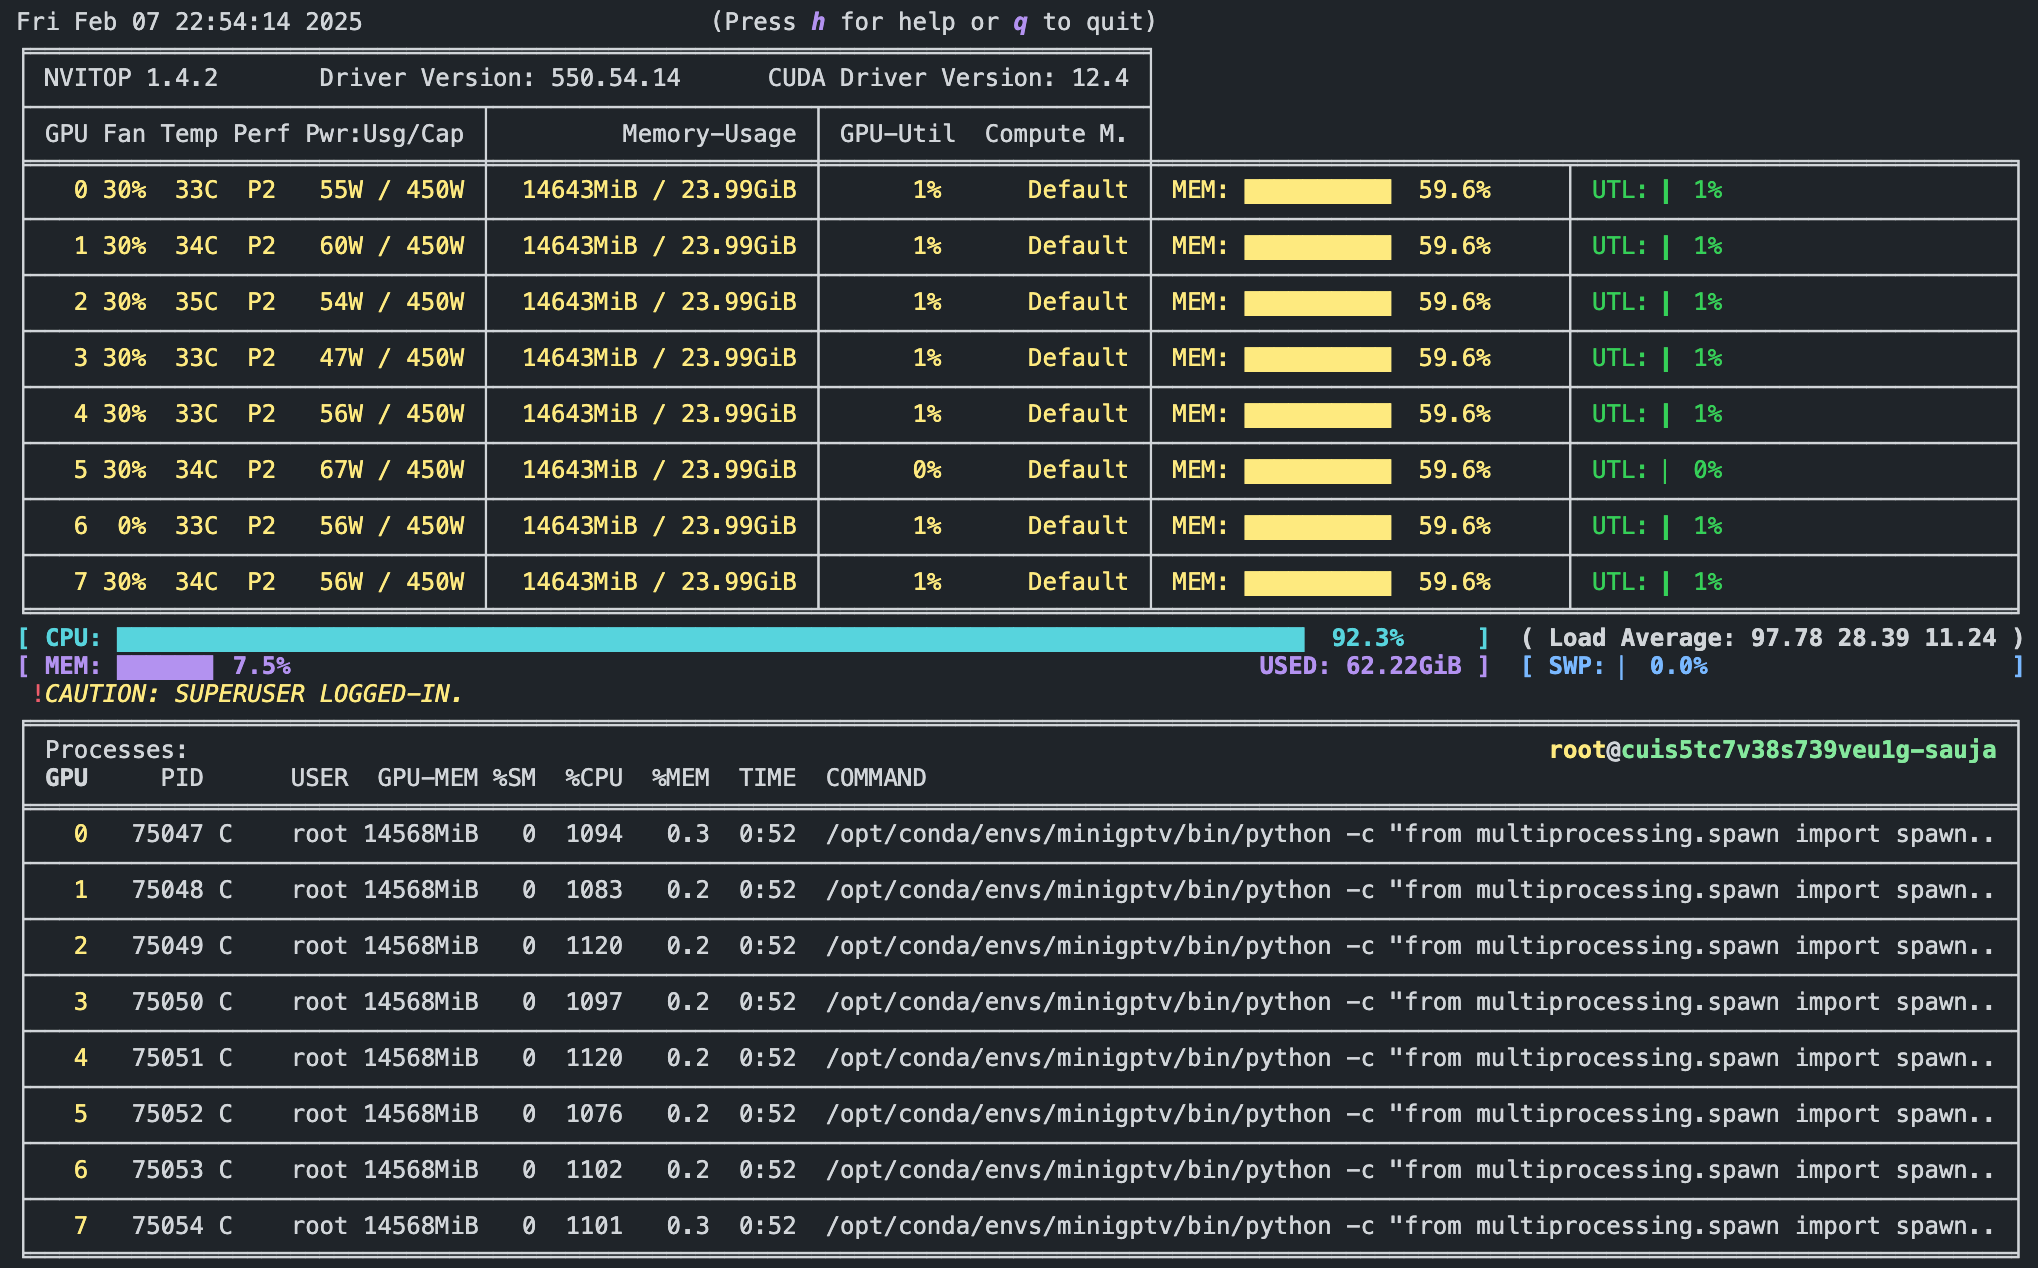 Fri Feb 07 22:54:14 2025 (Press h for help or q to quit)
NVITOP 1.4.2 Driver Version: 550.54.14 CUDA Driver Version: 12.4
GPU Fan Temp Perf Pwr:Usg/Cap Memory-Usage GPU-Util Compute M.
0 30% 33C P2 55W / 450W 14643MiB / 23.99GiB 1% Default MEM: 59.6% UTL: 1%
1 30% 34C P2 60W / 450W 14643MiB / 23.99GiB 1% Default MEM: 59.6% UTL: 1%
2 30% 35C P2 54W / 450W 14643MiB / 23.99GiB 1% Default MEM: 59.6% UTL: 1%
3 30% 33C P2 47W / 450W 14643MiB / 23.99GiB 1% Default MEM: 59.6% UTL: 1%
4 30% 33C P2 56W / 450W 14643MiB / 23.99GiB 1% Default MEM: 59.6% UTL: 1%
5 30% 34C P2 67W / 450W 14643MiB / 23.99GiB 0% Default MEM: 59.6% UTL: 0%
6 0% 33C P2 56W / 450W 14643MiB / 23.99GiB 1% Default MEM: 59.6% UTL: 1%
7 30% 34C P2 56W / 450W 14643MiB / 23.99GiB 1% Default MEM: 59.6% UTL: 1%
[ CPU: 92.3% ] ( Load Average: 97.78 28.39 11.24 )
[ MEM: 7.5% USED: 62.22GiB ] [ SWP: 0.0% ]
!CAUTION: SUPERUSER LOGGED-IN.
Processes: root@cuis5tc7v38s739veu1g-sauja
GPU PID USER GPU-MEM %SM %CPU %MEM TIME COMMAND
0 75047 C root 14568MiB 0 1094 0.3 0:52 /opt/conda/envs/minigptv/bin/python -c "from multiprocessing.spawn import spawn..
1 75048 C root 14568MiB 0 1083 0.2 0:52 /opt/conda/envs/minigptv/bin/python -c "from multiprocessing.spawn import spawn..
2 75049 C root 14568MiB 0 1120 0.2 0:52 /opt/conda/envs/minigptv/bin/python -c "from multiprocessing.spawn import spawn..
3 75050 C root 14568MiB 0 1097 0.2 0:52 /opt/conda/envs/minigptv/bin/python -c "from multiprocessing.spawn import spawn..
4 75051 C root 14568MiB 0 1120 0.2 0:52 /opt/conda/envs/minigptv/bin/python -c "from multiprocessing.spawn import spawn..
5 75052 C root 14568MiB 0 1076 0.2 0:52 /opt/conda/envs/minigptv/bin/python -c "from multiprocessing.spawn import spawn..
6 75053 C root 14568MiB 0 1102 0.2 0:52 /opt/conda/envs/minigptv/bin/python -c "from multiprocessing.spawn import spawn..
7 75054 C root 14568MiB 0 1101 0.3 0:52 /opt/conda/envs/minigptv/bin/python -c "from multiprocessing.spawn import spawn..